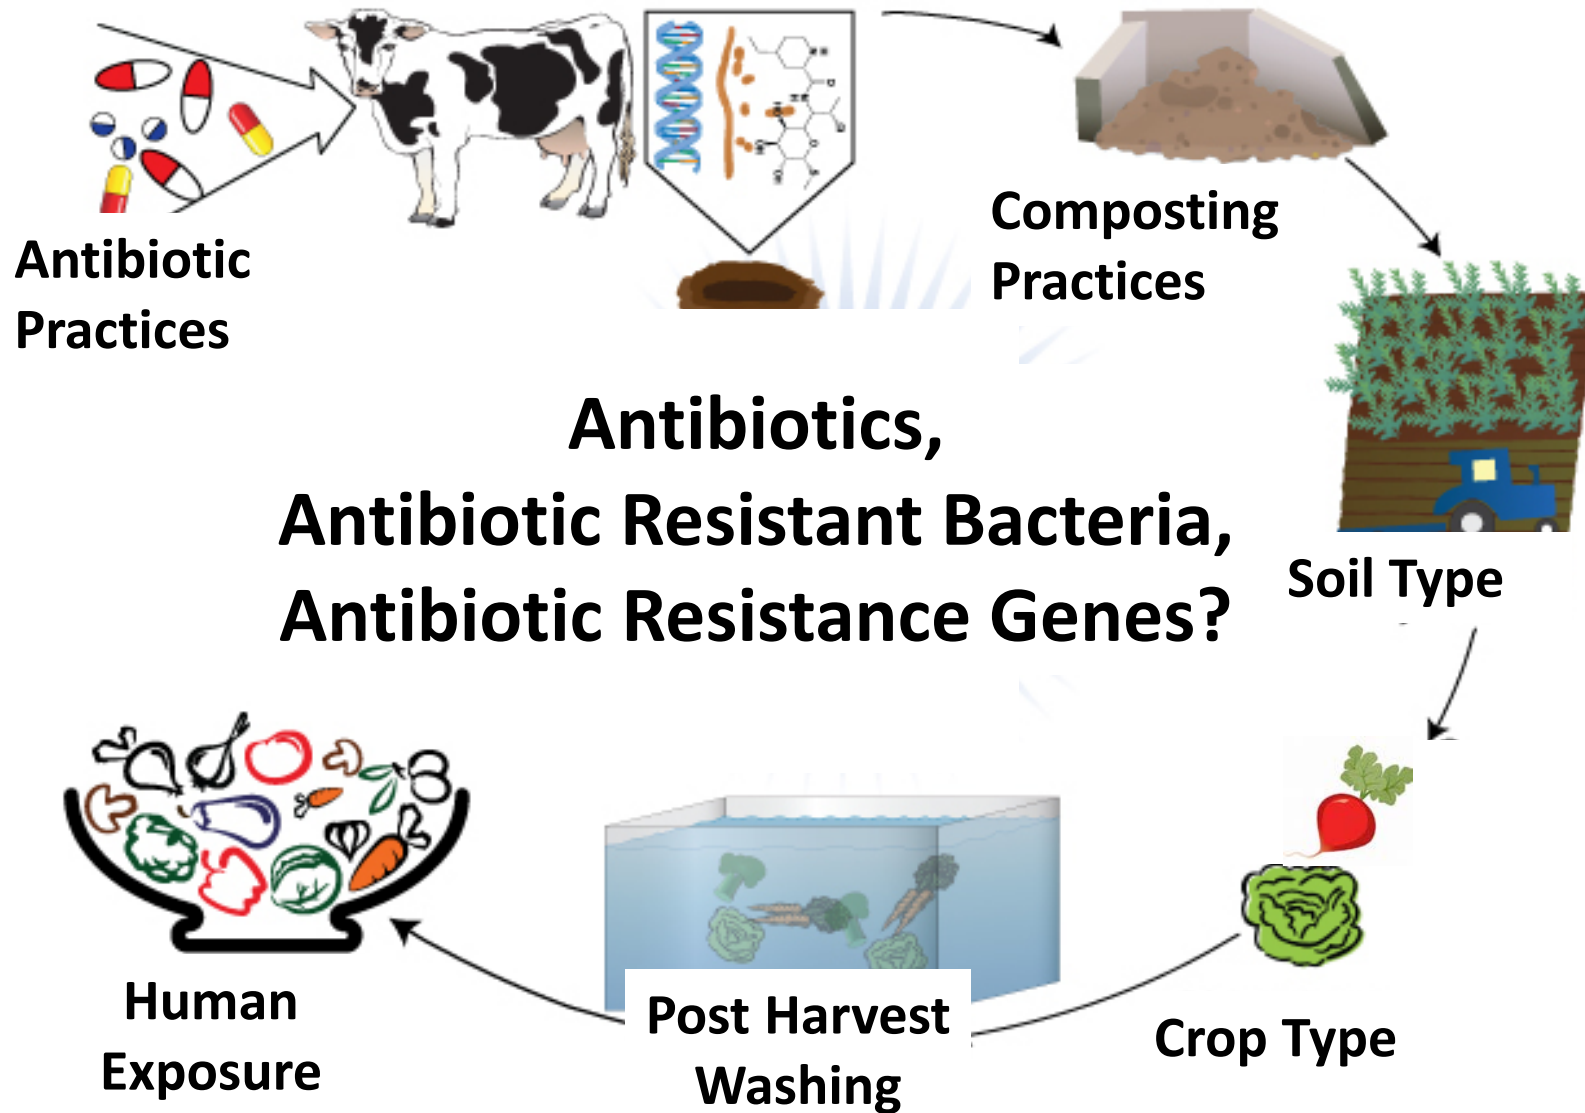 Antibiotic
Practices
Composting
Practices
Antibiotics,
Antibiotic Resistant Bacteria,
Antibiotic Resistance Genes?
Soil Type
Crop Type
Post Harvest
Washing
Human
Exposure